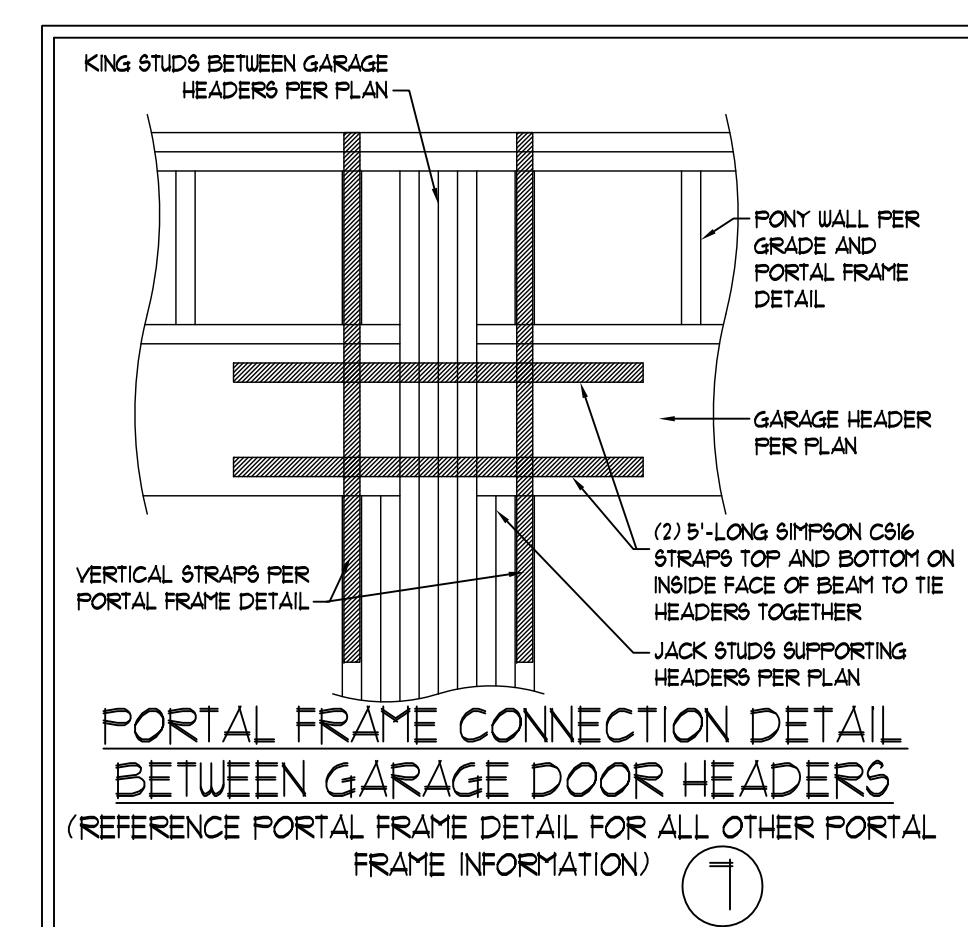 KING STUDS BETWEEN GARAGE
HEADERS PER PLAN
PONY WALL PER
GRADE AND
PORTAL FRAME
DETAIL
GARAGE HEADER
PER PLAN
(2) 5'-LONG SIMPSON CS16
STRAPS TOP AND BOTTOM ON
INSIDE FACE OF BEAM TO TIE
HEADERS TOGETHER
VERTICAL STRAPS PER
PORTAL FRAME DETAIL
JACK STUDS SUPPORTING
HEADERS PER PLAN
PORTAL FRAME CONNECTION DETAIL
BETWEEN GARAGE DOOR HEADERS
(REFERENCE PORTAL FRAME DETAIL FOR ALL OTHER PORTAL
FRAME INFORMATION)
7